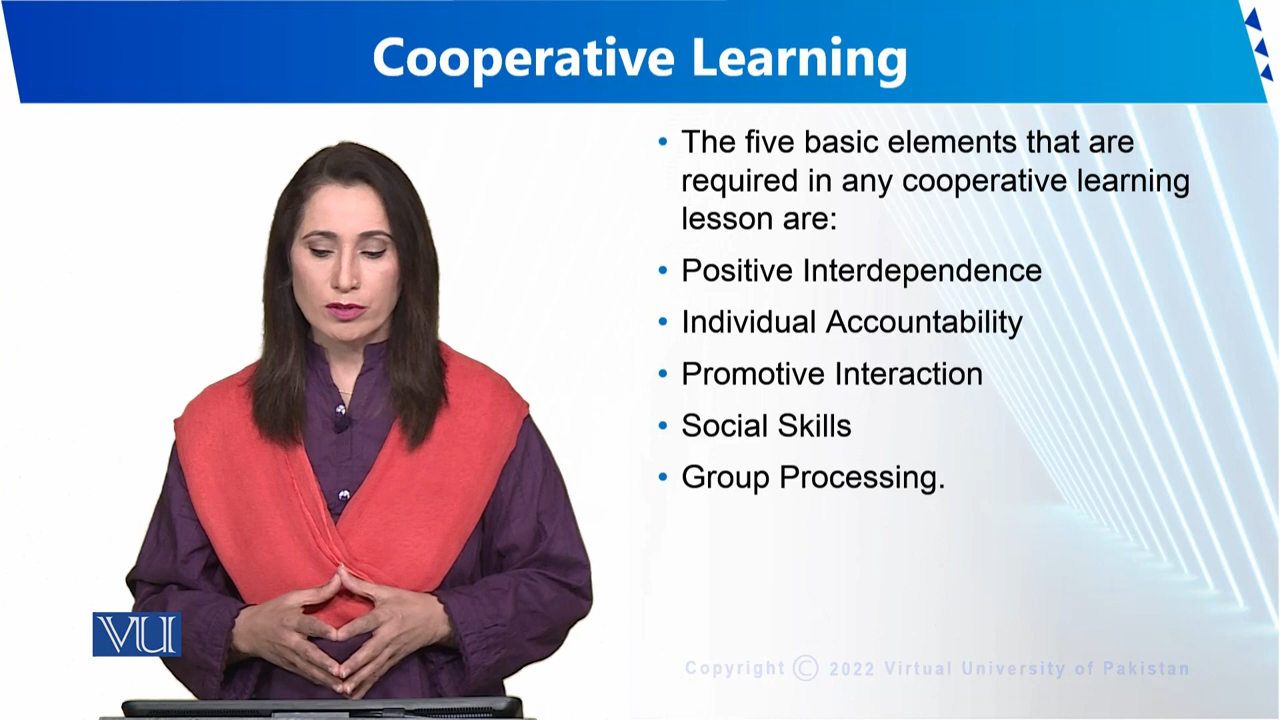 Cooperative Learning
• The five basic elements that are
required in any cooperative learning
lesson are:
• Positive Interdependence
• Individual Accountability
• Promotive Interaction
• Social Skills
• Group Processing.
VU
Copyright © 2022 Virtual University of Pakistan